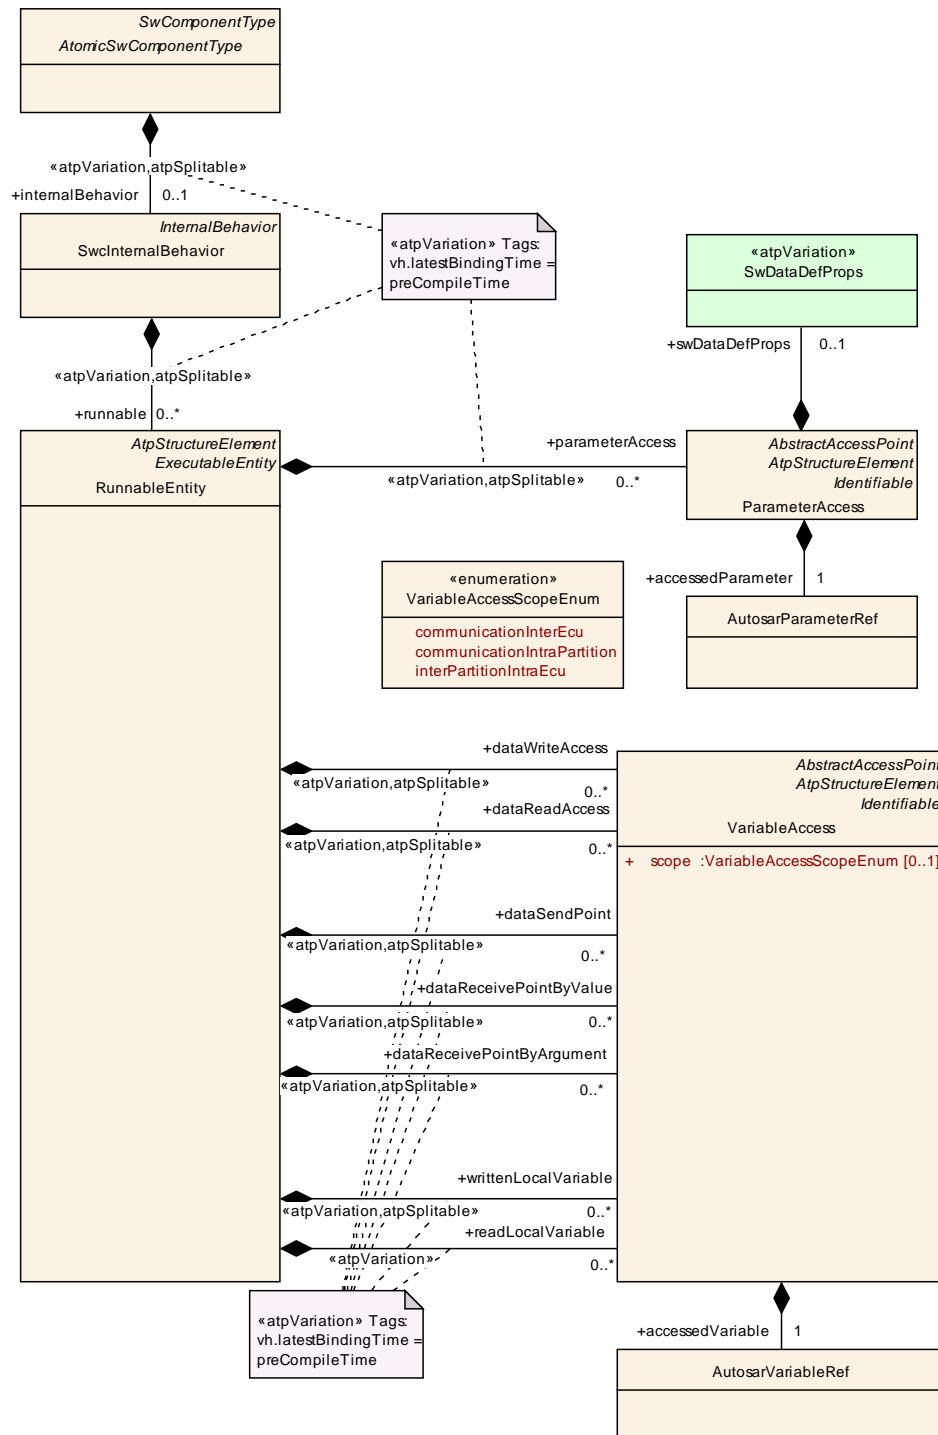 SwComponentType
AtomicSwComponentType
«atpVariation,atpSplitable»
+internalBehavior 0..1
InternalBehavior
SwcInternalBehavior
«atpVariation» Tags:
vh.latestBindingTime =
preCompileTime
«atpVariation»
SwDataDefProps
+swDataDefProps 0..1
«atpVariation,atpSplitable»
+runnable 0..*
AtpStructureElement
ExecutableEntity
RunnableEntity
+parameterAccess
«atpVariation,atpSplitable» 0..*
AbstractAccessPoint
AtpStructureElement
Identifiable
ParameterAccess
+accessedParameter 1
AutosarParameterRef
«enumeration»
VariableAccessScopeEnum
communicationInterEcu
communicationIntraPartition
interPartitionIntraEcu
+dataWriteAccess
«atpVariation,atpSplitable» 0..*
+dataReadAccess
«atpVariation,atpSplitable» 0..*
+dataSendPoint
«atpVariation,atpSplitable» 0..*
+dataReceivePointByValue
«atpVariation,atpSplitable» 0..*
+dataReceivePointByArgument
«atpVariation,atpSplitable» 0..*
+writtenLocalVariable
«atpVariation,atpSplitable» 0..*
+readLocalVariable
«atpVariation» 0..*
AbstractAccessPoint
AtpStructureElement
Identifiable
VariableAccess
+ scope :VariableAccessScopeEnum [0..1]
«atpVariation» Tags:
vh.latestBindingTime =
preCompileTime
+accessedVariable 1
AutosarVariableRef